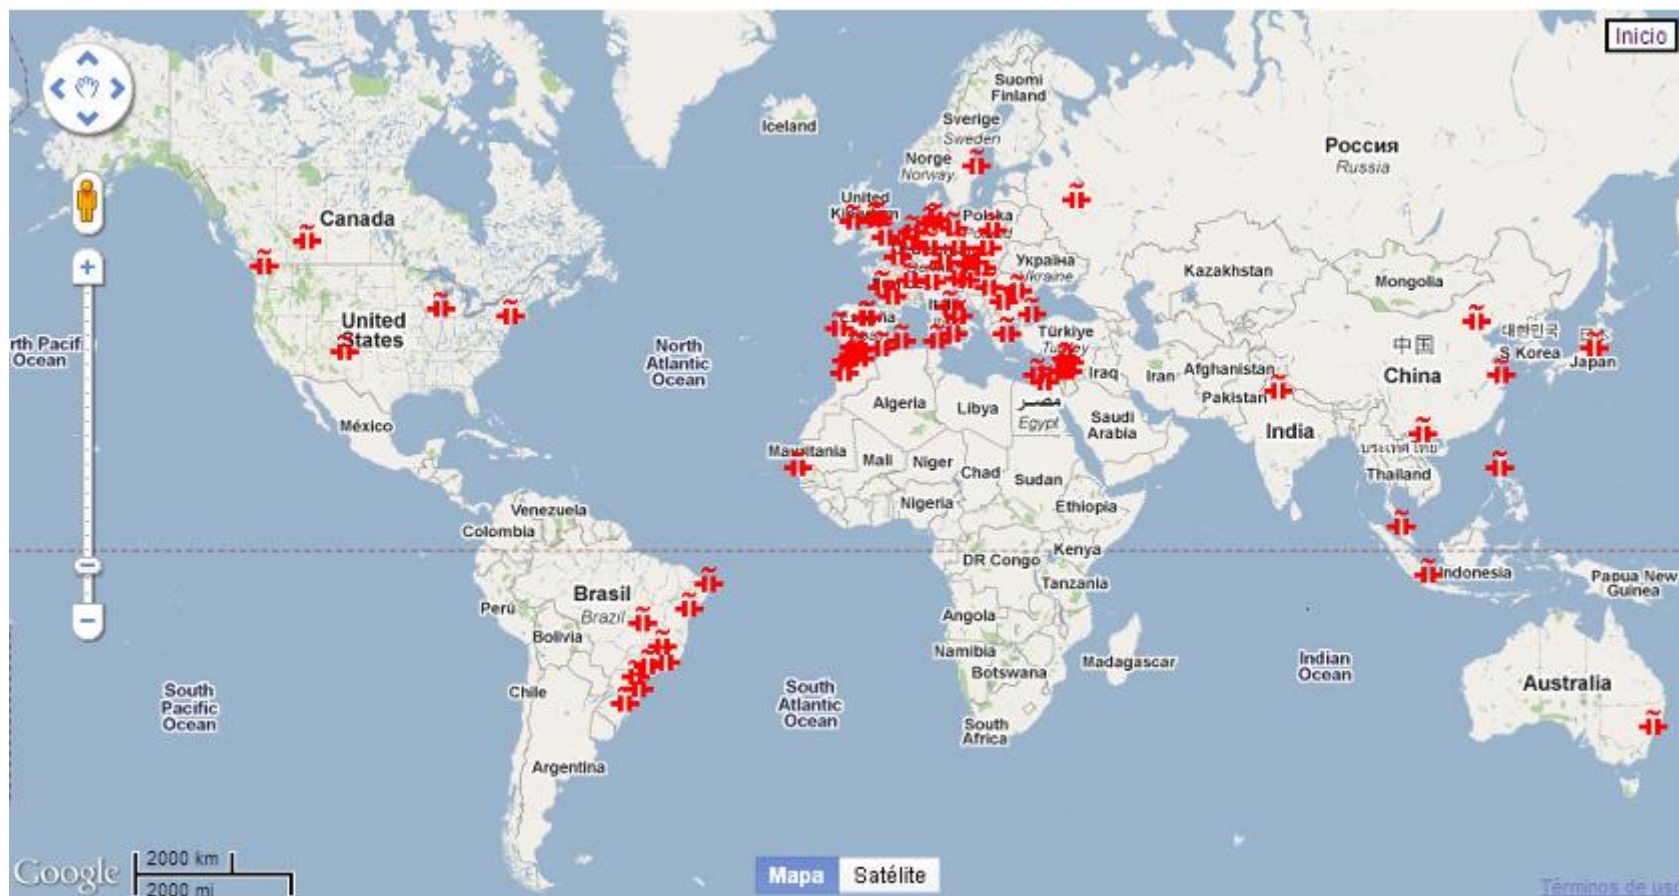 Inicio
Suomi
Finland
Iceland
Sverige
Sweden
Norge
Norway
Россия
Russia
Canada
United
Polska
Україна
Ukraine
Kazakhstan
Mongolia
United
States
North
Atlantic
Ocean
Ocean
Türkiye
Turkey
Iraq
Iran
Afghanistan
Pakistan
中国
China
대한민국
S Korea
Japan
México
Algeria
Libya
مصر
Egypt
Saudi
Arabia
India
Mali
Niger
Chad
Sudan
Thailand
Venezuela
Colombia
Nigeria
Ethiopia
DR Congo
Kenya
Tanzania
Indonesia
Papua New
Guinea
Brasil
Brazil
Perú
Bolivia
Angola
Namibia
Botswana
Madagascar
Indian
Ocean
Australia
South
Pacific
Ocean
Chile
South
Atlantic
Ocean
South
Africa
Argentina
Google
2000 km
2000 mi
Mapa
Satélite